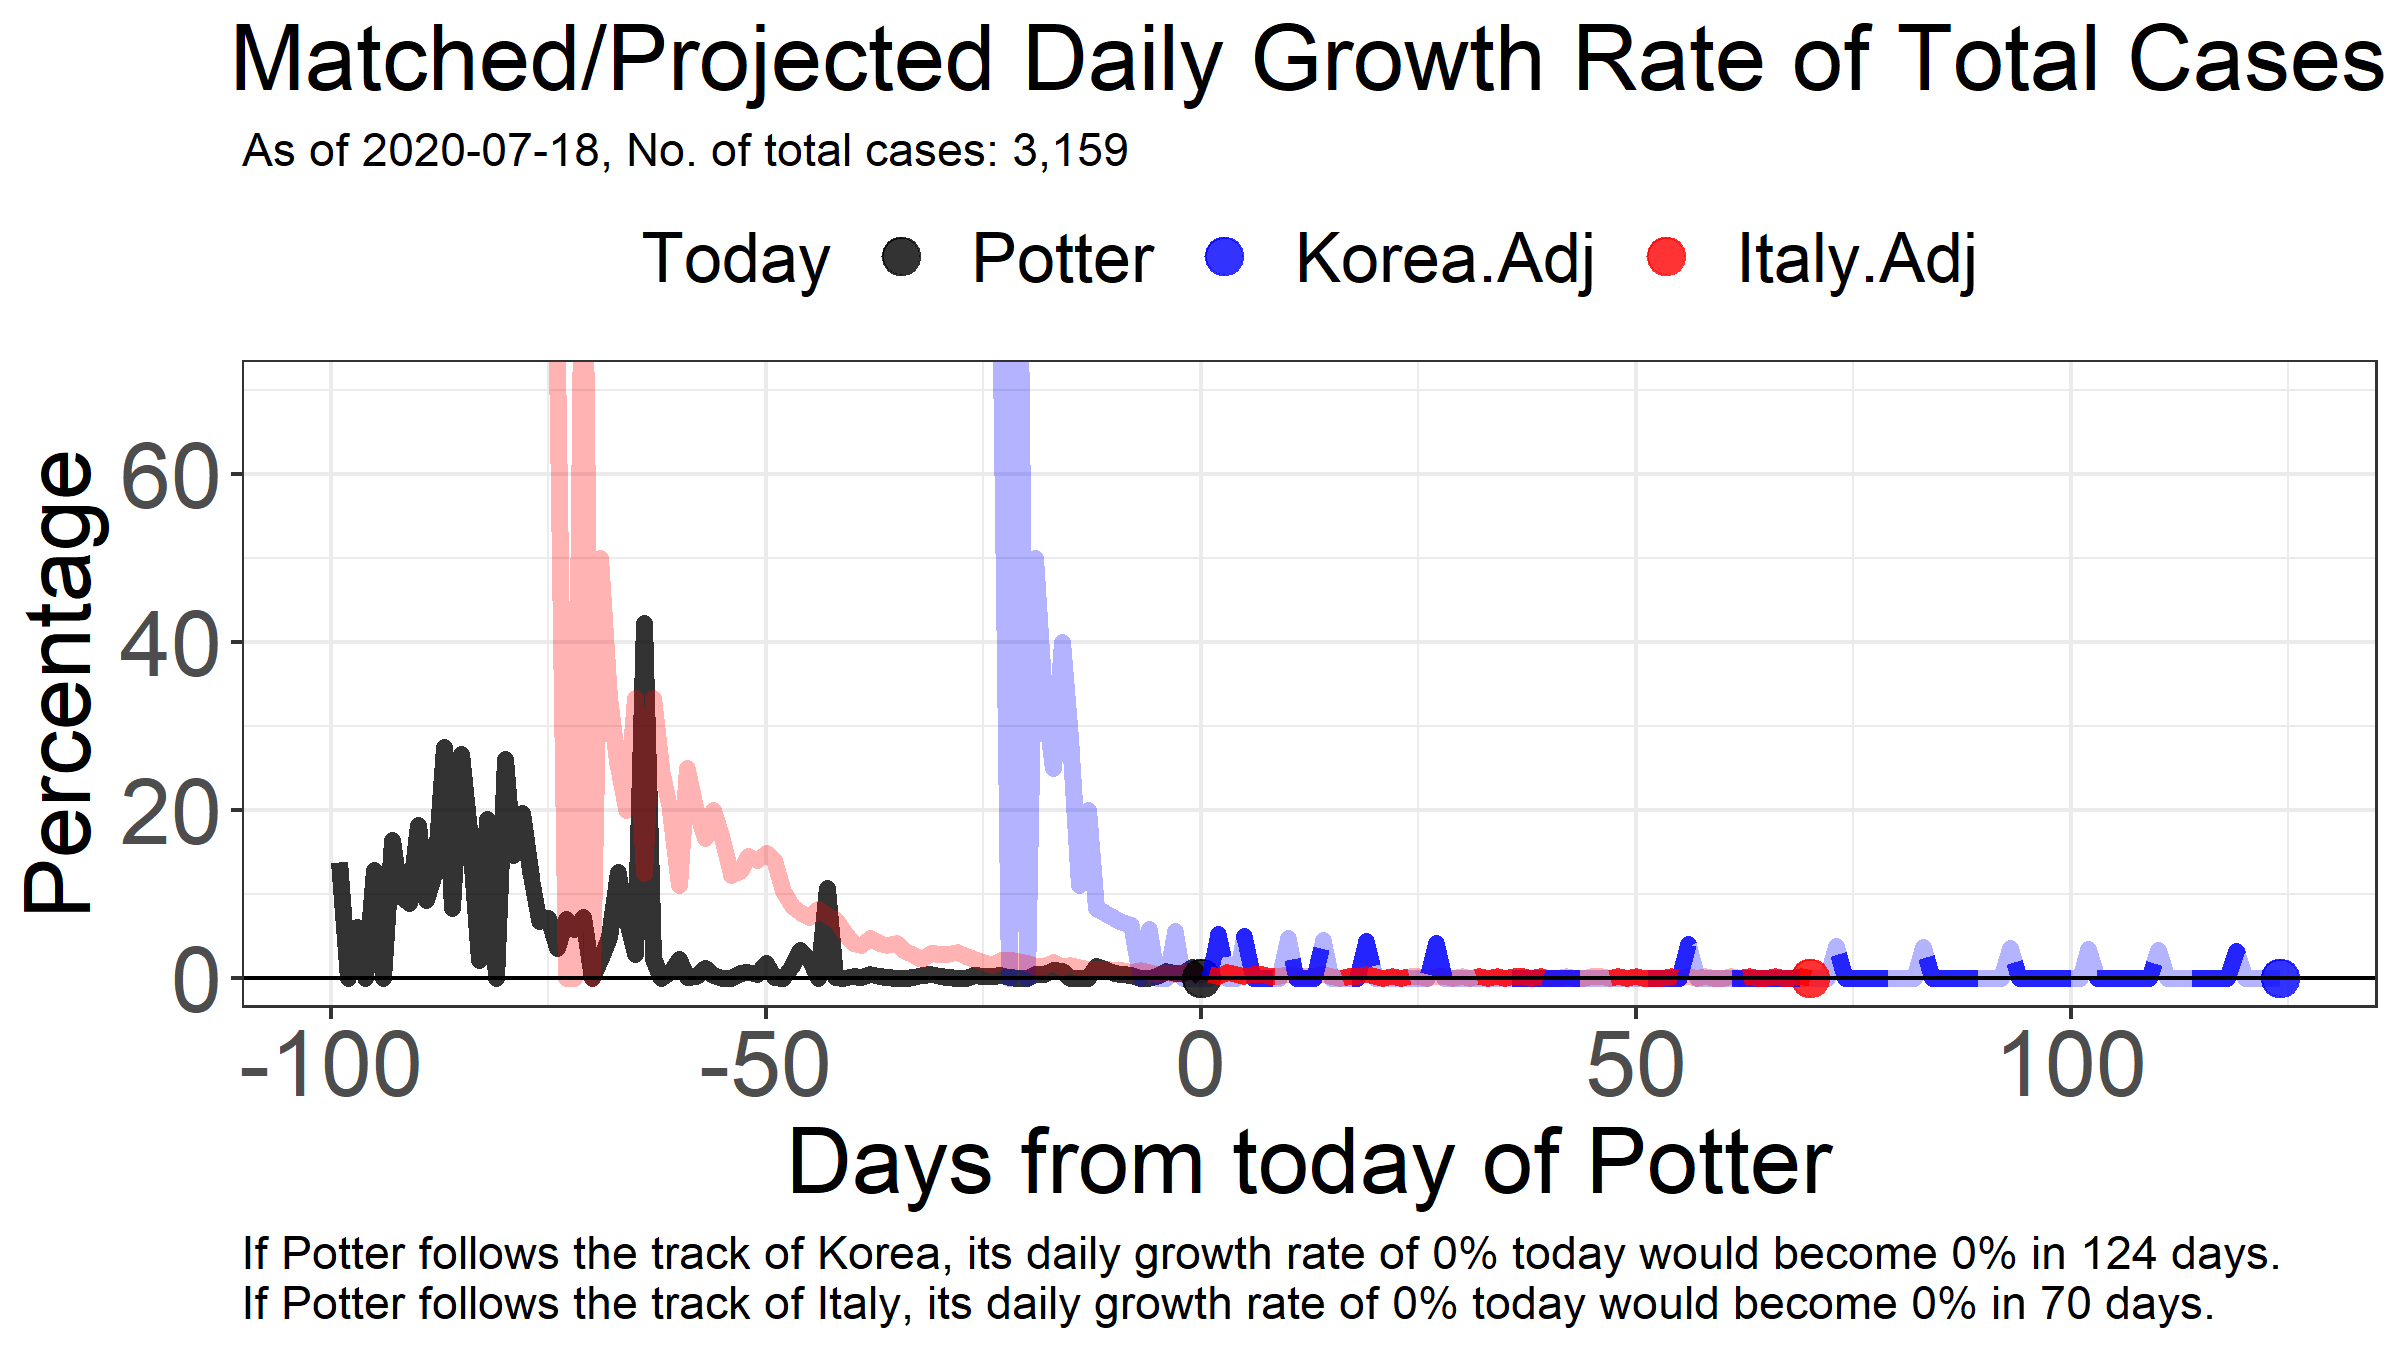 Matched/Projected Daily Growth Rate of Total Cases
As of 2020-07-18, No. of total cases: 3,159
Today Potter Korea.Adj Italy.Adj
Percentage
60
40
20
0
-100 -50 0 50 100
Days from today of Potter
If Potter follows the track of Korea, its daily growth rate of 0% today would become 0% in 124 days.
If Potter follows the track of Italy, its daily growth rate of 0% today would become 0% in 70 days.